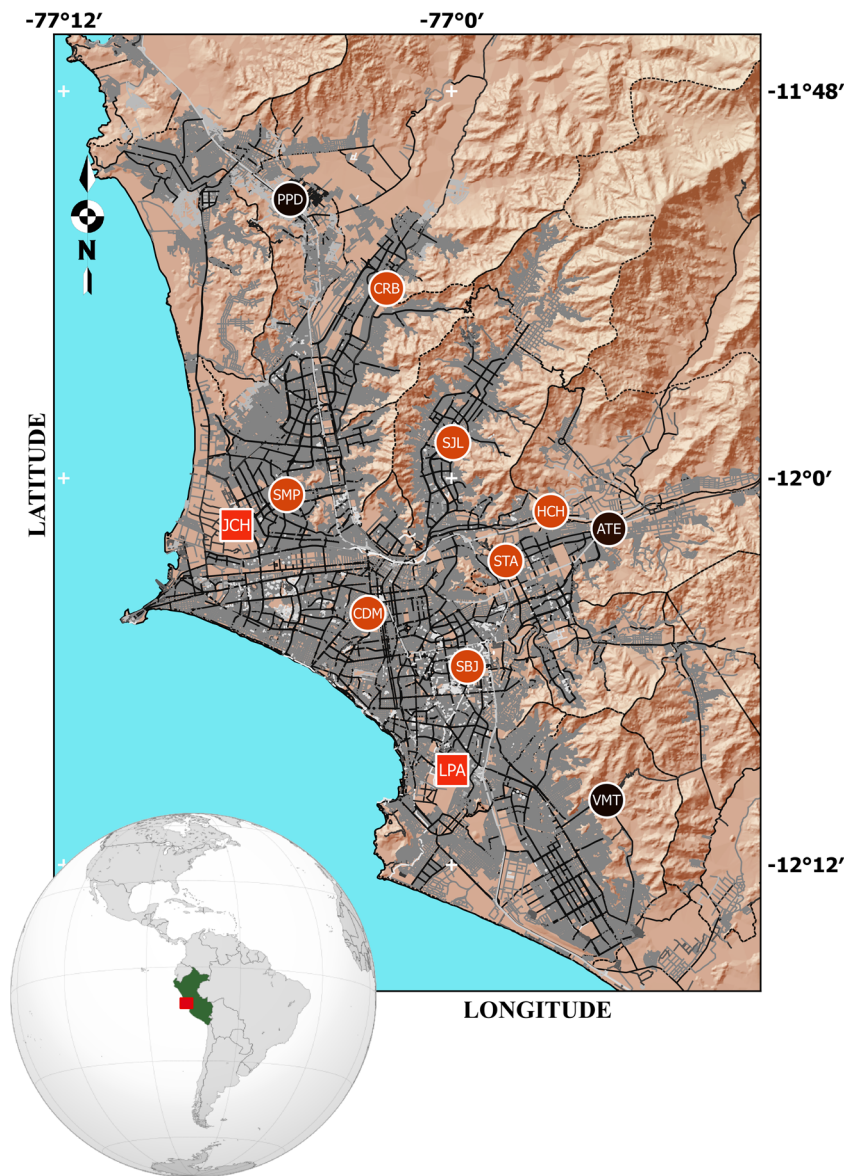 -77°12′ -77°0′
-11°48′
PPD
N
CRB
SJL
LATITUDE
-12°0′
SMP
HCH
JCH
ATE
STA
CDM
SBJ
LPA
VMT
-12°12′
LONGITUDE